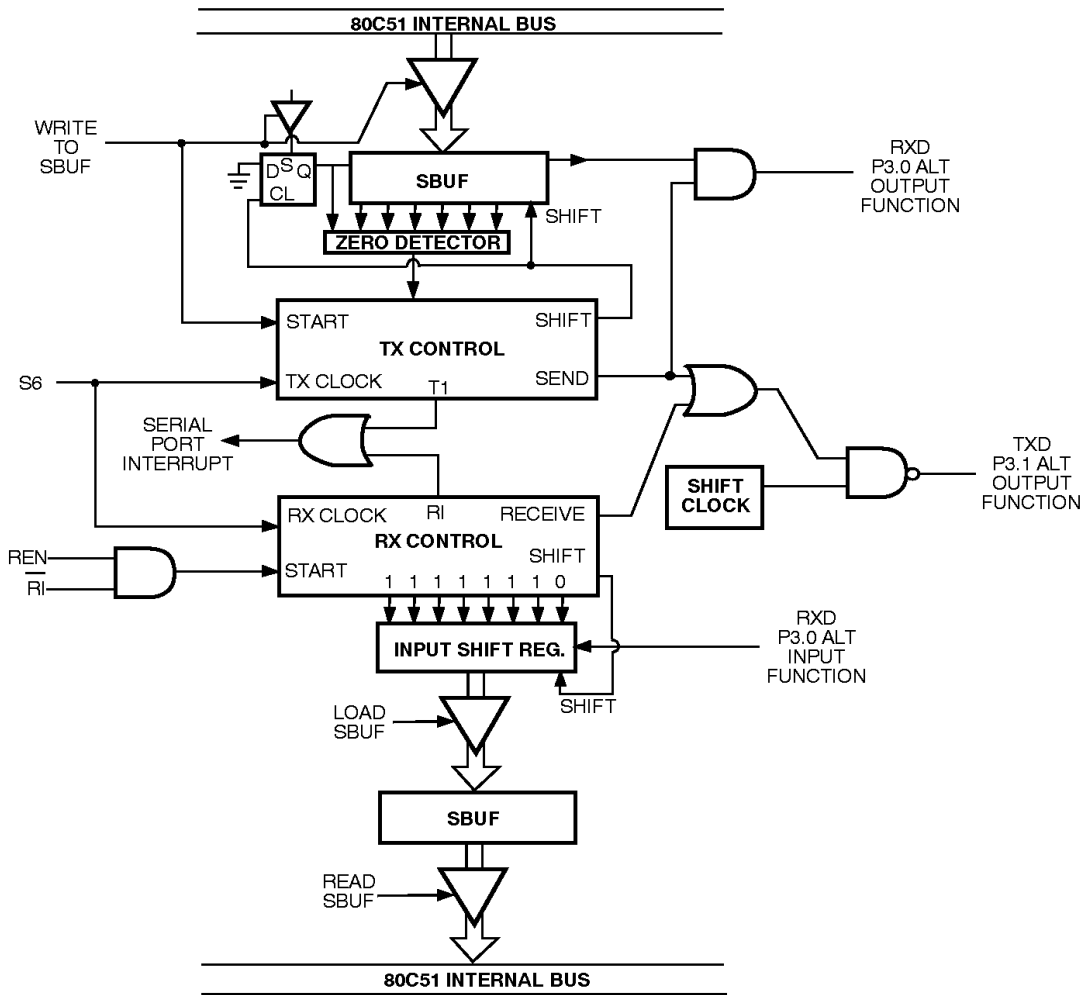 80C51 INTERNAL BUS
WRITE
TO
SBUF
D S Q
CL
SBUF
SHIFT
ZERO DETECTOR
RXD
P3.0 ALT
OUTPUT
FUNCTION
START
SHIFT
TX CONTROL
S6
TX CLOCK
T1
SEND
SERIAL
PORT
INTERRUPT
TXD
P3.1 ALT
OUTPUT
FUNCTION
SHIFT
CLOCK
RX CLOCK
RI
RECEIVE
RX CONTROL
SHIFT
REN
RI
START
1 1 1 1 1 1 1 0
INPUT SHIFT REG.
RXD
P3.0 ALT
INPUT
FUNCTION
SHIFT
LOAD
SBUF
SBUF
READ
SBUF
80C51 INTERNAL BUS